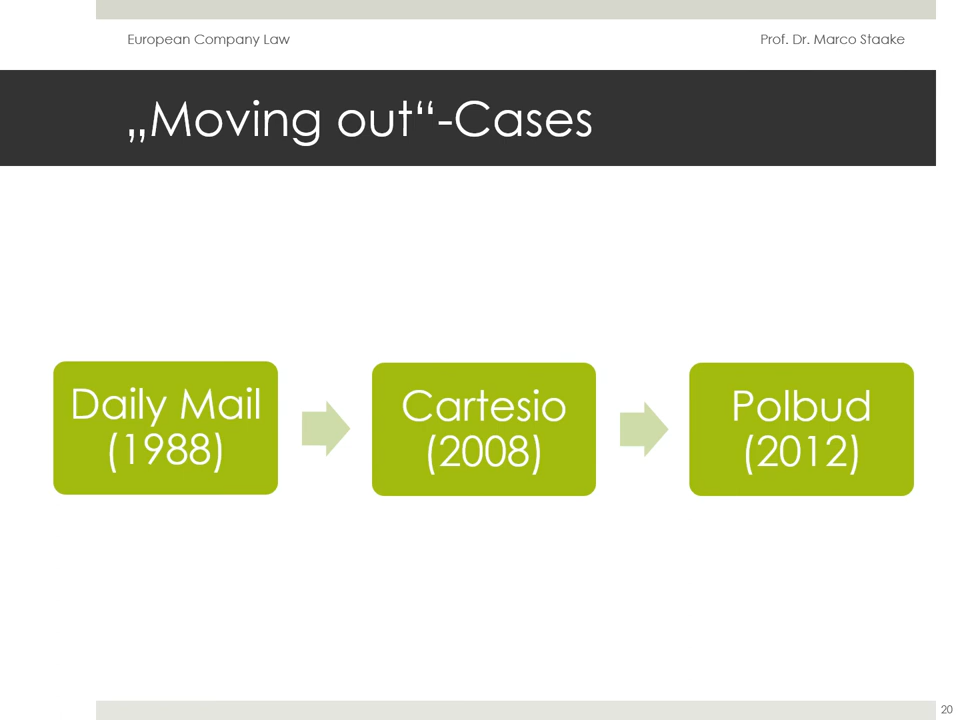 European Company Law
Prof. Dr. Marco Staake
„Moving out“-Cases
Daily Mail
(1988)
Cartesio
(2008)
Polbud
(2012)
20